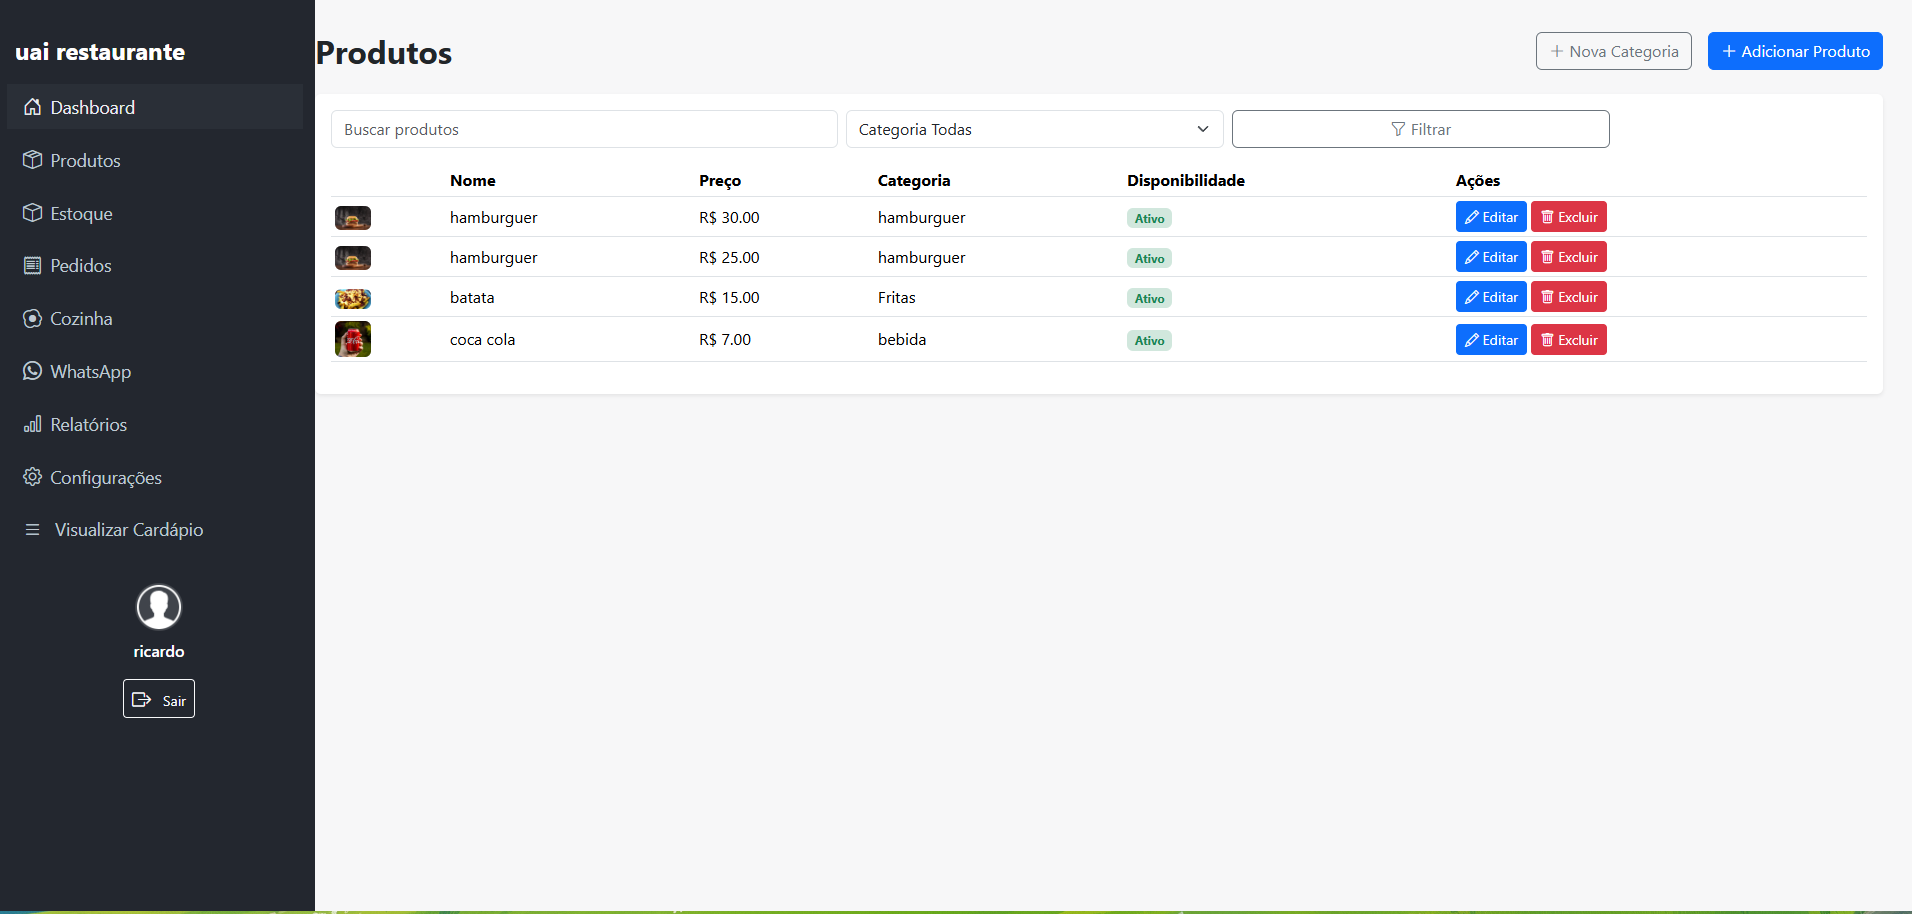 uai restaurante
Dashboard
Produtos
Estoque
Pedidos
Cozinha
WhatsApp
Relatórios
Configurações
Visualizar Cardápio
ricardo
Sair
Produtos
Nova Categoria
Adicionar Produto
Buscar produtos
Categoria Todas
Filtrar
Nome Preço Categoria Disponibilidade Ações
hamburguer R$ 30.00 hamburguer Ativo Editar Excluir
hamburguer R$ 25.00 hamburguer Ativo Editar Excluir
batata R$ 15.00 Fritas Ativo Editar Excluir
coca cola R$ 7.00 bebida Ativo Editar Excluir